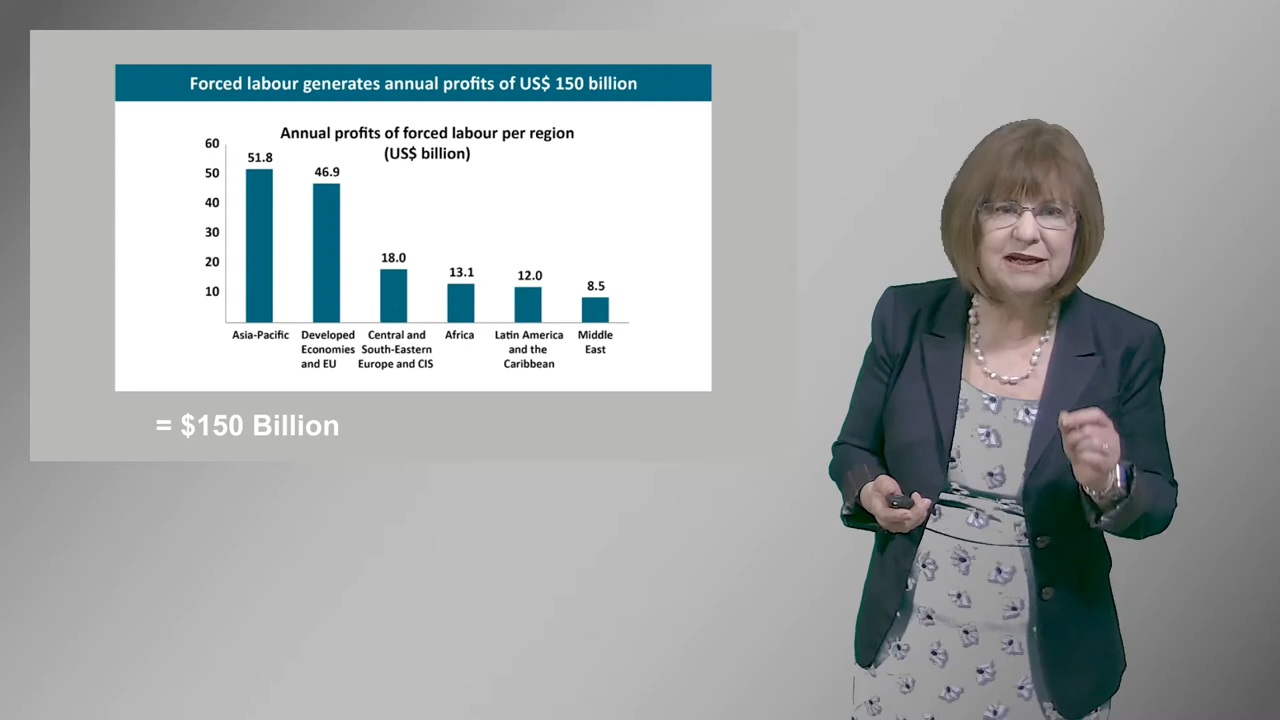 Forced labour generates annual profits of US$ 150 billion
Annual profits of forced labour per region
(US$ billion)
60
50
40
30
20
10
51.8
46.9
18.0
13.1
12.0
8.5
Asia-Pacific
Developed
Economies
and EU
Central and
South-Eastern
Europe and CIS
Africa
Latin America
and the
Caribbean
Middle
East
= $150 Billion